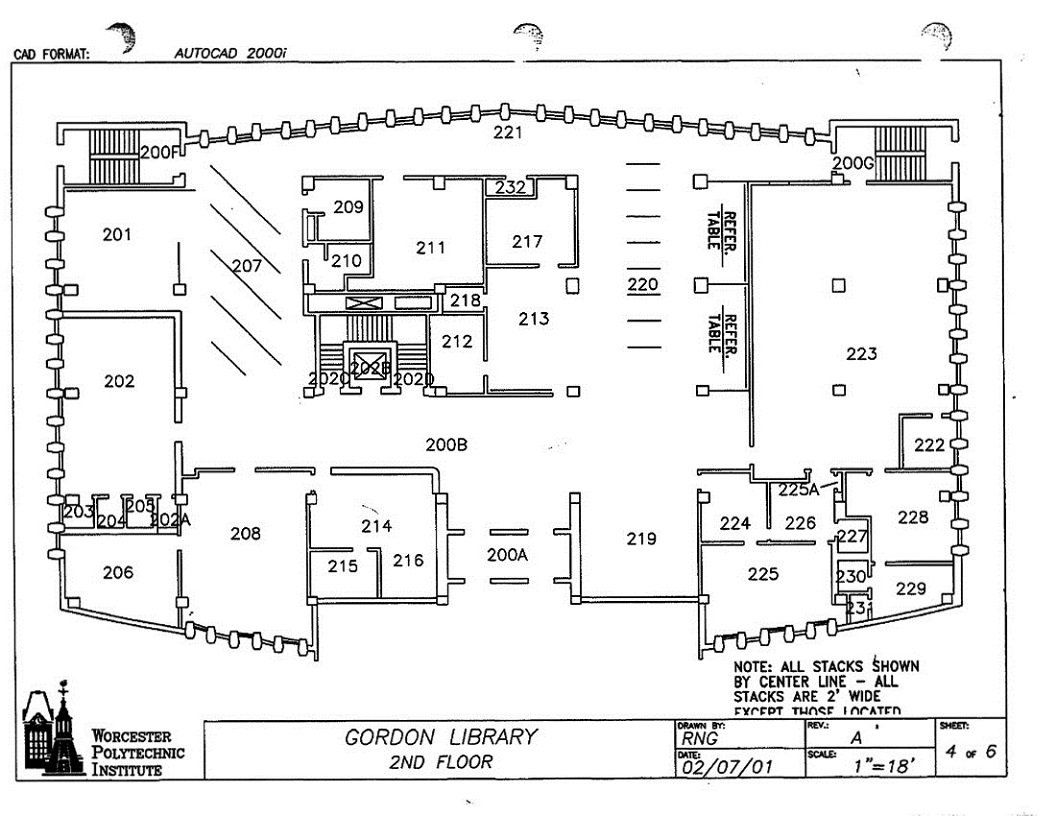 CAD FORMAT: AUTOCAD 2000i
221
200F
200G
232
209
201
217
211
REFER.
TABLE
207
210
220
218
213
REFER.
TABLE
212
223
202B
202
202C
202D
200B
222
225A
203
204
205
202A
214
224
226
228
208
219
227
200A
215
216
206
225
230
229
231
NOTE: ALL STACKS SHOWN
BY CENTER LINE - ALL
STACKS ARE 2' WIDE
EXCEPT THOSE LOCATED
WORCESTER
POLYTECHNIC
INSTITUTE
GORDON LIBRARY
2ND FLOOR
DRAWN BY:
RNG
REV.:
A
SHEET:
4 OF 6
DATE:
02/07/01
SCALE:
1"=18'